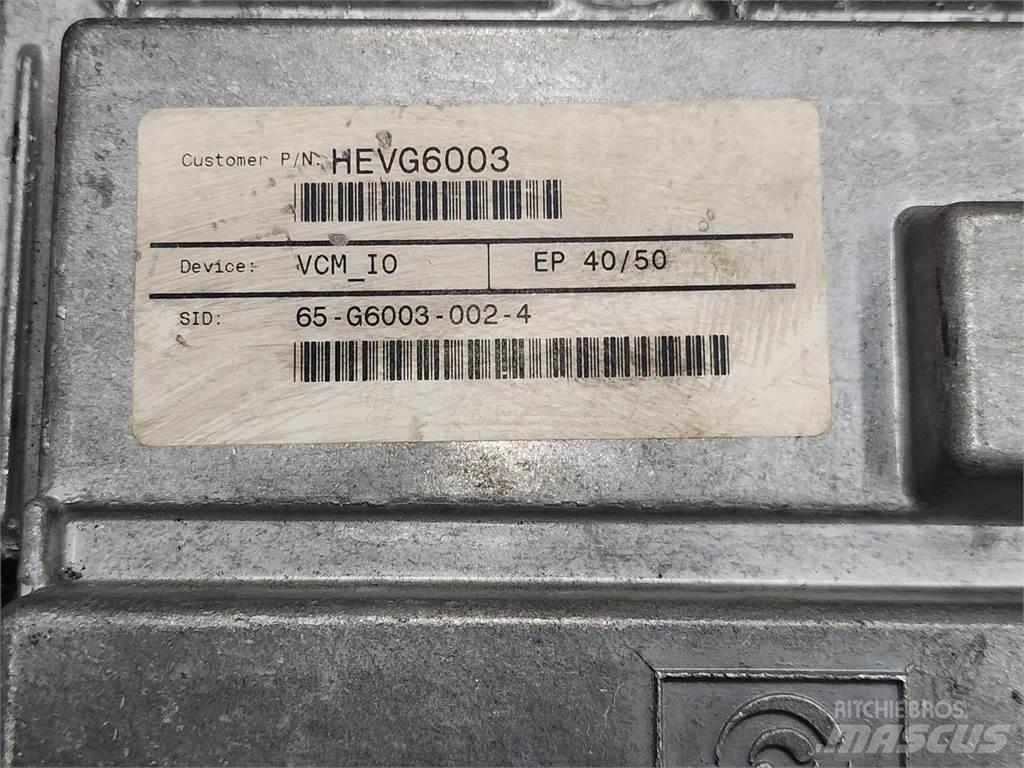 Customer P/N: HEVG6003
Device: VCM_IO EP 40/50
SID: 65-G6003-002-4
RITCHIE BROS.
MASCUS